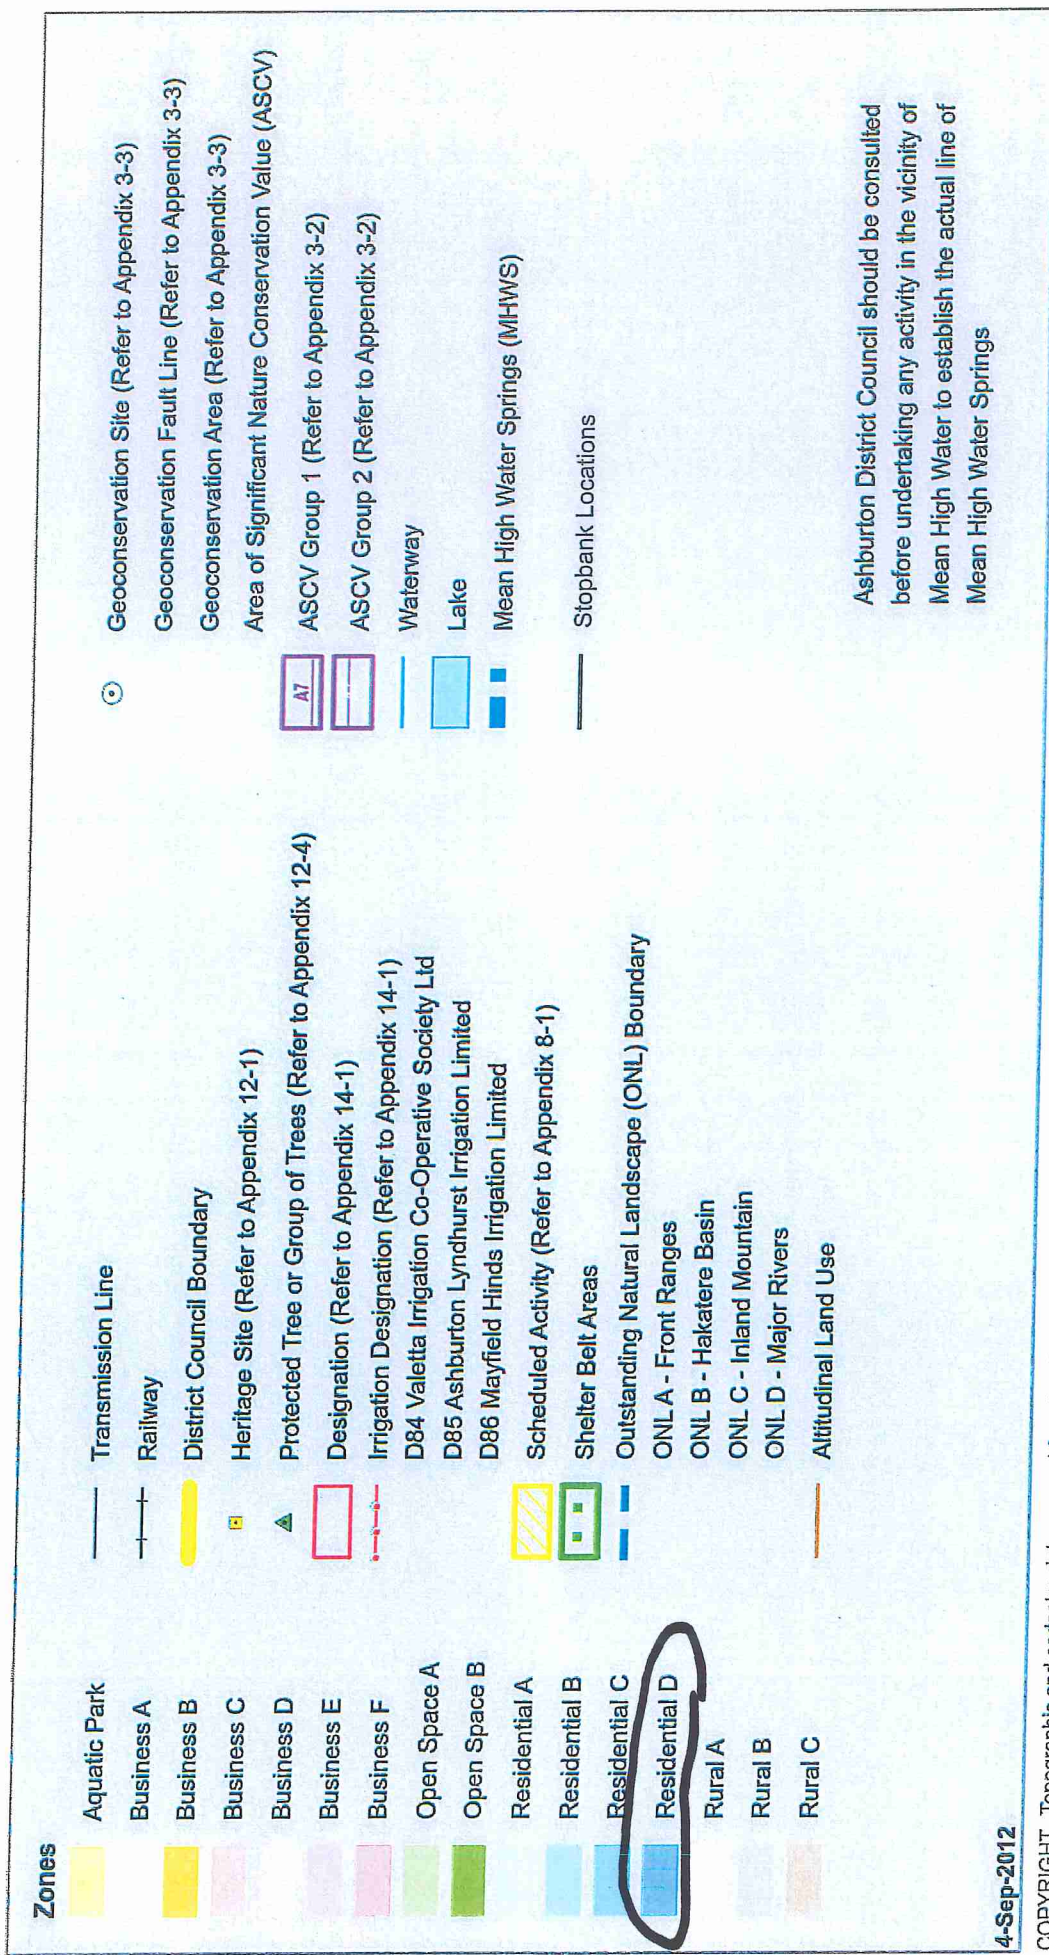 Zones
Aquatic Park
Business A
Business B
Business C
Business D
Business E
Business F
Open Space A
Open Space B
Residential A
Residential B
Residential C
Residential D
Rural A
Rural B
Rural C
Transmission Line
Railway
District Council Boundary
Heritage Site (Refer to Appendix 12-1)
Protected Tree or Group of Trees (Refer to Appendix 12-4)
Designation (Refer to Appendix 14-1)
Irrigation Designation (Refer to Appendix 14-1)
D84 Valetta Irrigation Co-Operative Society Ltd
D85 Ashburton Lyndhurst Irrigation Limited
D86 Mayfield Hinds Irrigation Limited
Scheduled Activity (Refer to Appendix 8-1)
Shelter Belt Areas
Outstanding Natural Landscape (ONL) Boundary
ONL A - Front Ranges
ONL B - Hakatere Basin
ONL C - Inland Mountain
ONL D - Major Rivers
Altitudinal Land Use
Geoconservation Site (Refer to Appendix 3-3)
Geoconservation Fault Line (Refer to Appendix 3-3)
Geoconservation Area (Refer to Appendix 3-3)
Area of Significant Nature Conservation Value (ASCV)
A7
ASCV Group 1 (Refer to Appendix 3-2)
ASCV Group 2 (Refer to Appendix 3-2)
Waterway
Lake
Mean High Water Springs (MHWS)
Stopbank Locations
Ashburton District Council should be consulted
before undertaking any activity in the vicinity of
Mean High Water to establish the actual line of
Mean High Water Springs
4-Sep-2012
COPYRIGHT Topographic and cadastral